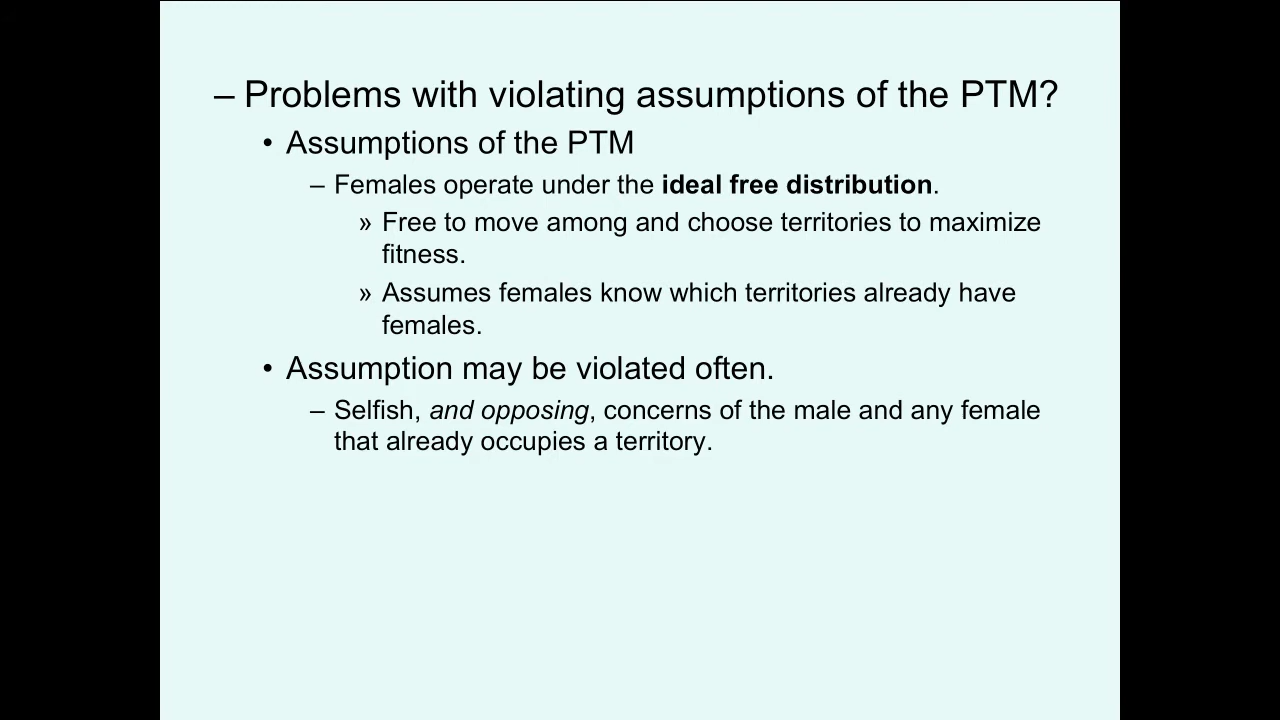 – Problems with violating assumptions of the PTM?
• Assumptions of the PTM
– Females operate under the ideal free distribution.
» Free to move among and choose territories to maximize
fitness.
» Assumes females know which territories already have
females.
• Assumption may be violated often.
– Selfish, and opposing, concerns of the male and any female
that already occupies a territory.